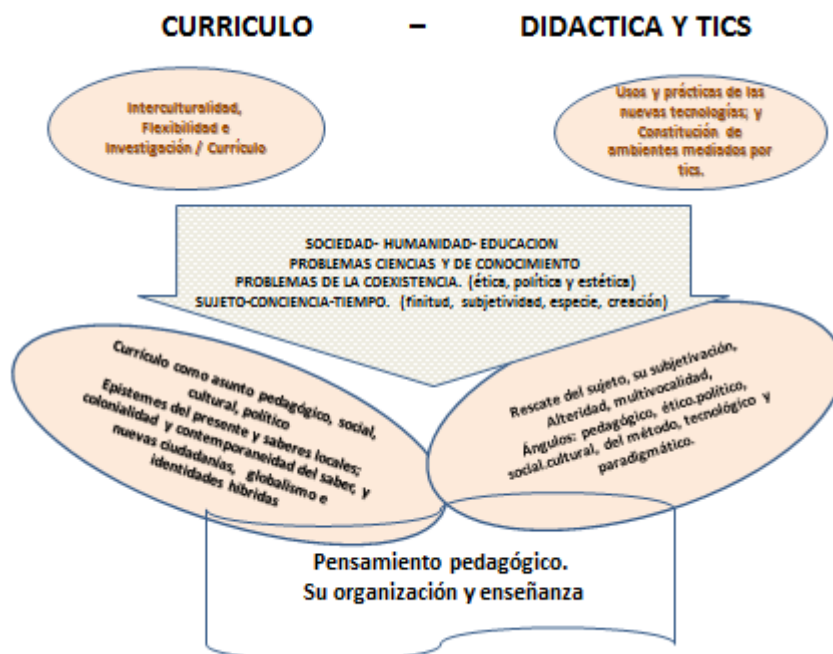 CURRICULO – DIDACTICA Y TICS
Interculturalidad,
Flexibilidad e
Investigación / Currículo
Usos y prácticas de las
nuevas tecnologías; y
Constitución de
ambientes mediados por
tics.
SOCIEDAD- HUMANIDAD- EDUCACION
PROBLEMAS CIENCIAS Y DE CONOCIMIENTO
PROBLEMAS DE LA COEXISTENCIA. (ética, política y estética)
SUJETO-CONCIENCIA-TIEMPO. (finitud, subjetividad, especie, creación)
Currículo como asunto pedagógico, social,
cultural, político
Epistemes del presente y saberes locales;
colonialidad y contemporaneidad del saber, y
nuevas ciudadanías, globalismo e
identidades híbridas
Rescate del sujeto, su subjetivación,
Alteridad, multivocalidad,
Ángulos: pedagógico, ético.político,
social.cultural, del método, tecnológico y
paradigmático.
Pensamiento pedagógico.
Su organización y enseñanza